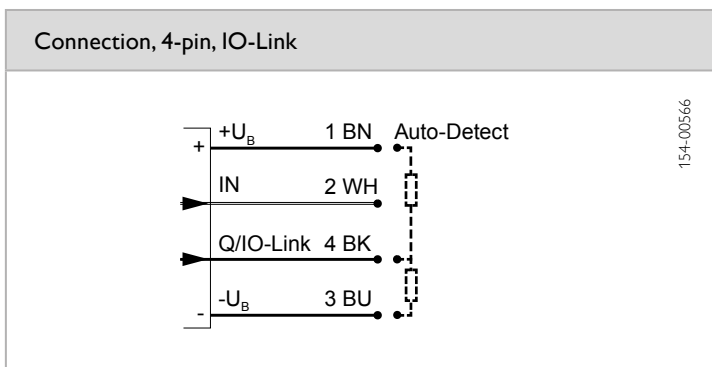 Connection, 4-pin, IO-Link
+U_B 1 BN Auto-Detect
+
IN 2 WH
Q/IO-Link 4 BK
-U_B 3 BU
-
154-00566